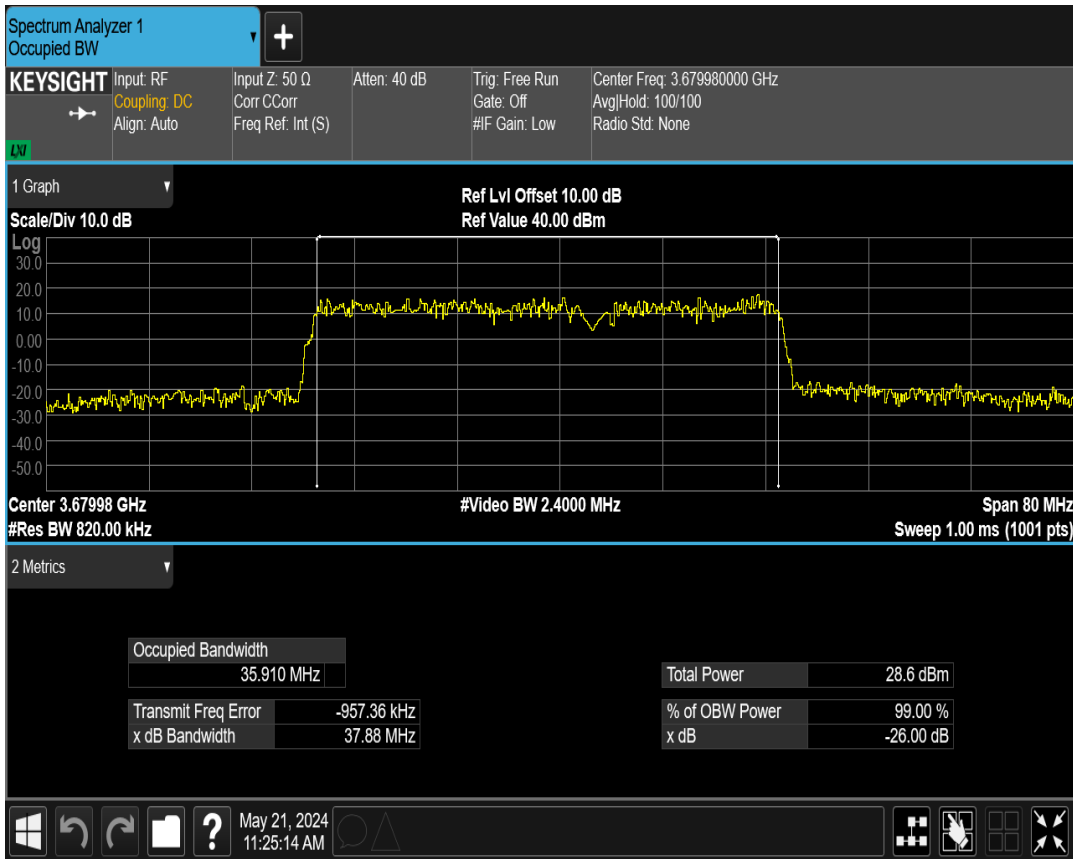 Spectrum Analyzer 1
Occupied BW
KEYSIGHT
LXI
Input: RF
Coupling: DC
Align: Auto
Input Z: 50 Ω
Corr CCorr
Freq Ref: Int (S)
Atten: 40 dB
Trig: Free Run
Gate: Off
#IF Gain: Low
Center Freq: 3.679980000 GHz
Avg|Hold: 100/100
Radio Std: None
1 Graph
Scale/Div 10.0 dB
Ref Lvl Offset 10.00 dB
Ref Value 40.00 dBm
Log
30.0
20.0
10.0
0.00
-10.0
-20.0
-30.0
-40.0
-50.0
Center 3.67998 GHz
#Video BW 2.4000 MHz
Span 80 MHz
#Res BW 820.00 kHz
Sweep 1.00 ms (1001 pts)
2 Metrics
Occupied Bandwidth
35.910 MHz
Total Power 28.6 dBm
Transmit Freq Error -957.36 kHz
% of OBW Power 99.00 %
x dB Bandwidth 37.88 MHz
x dB -26.00 dB
?
May 21, 2024
11:25:14 AM